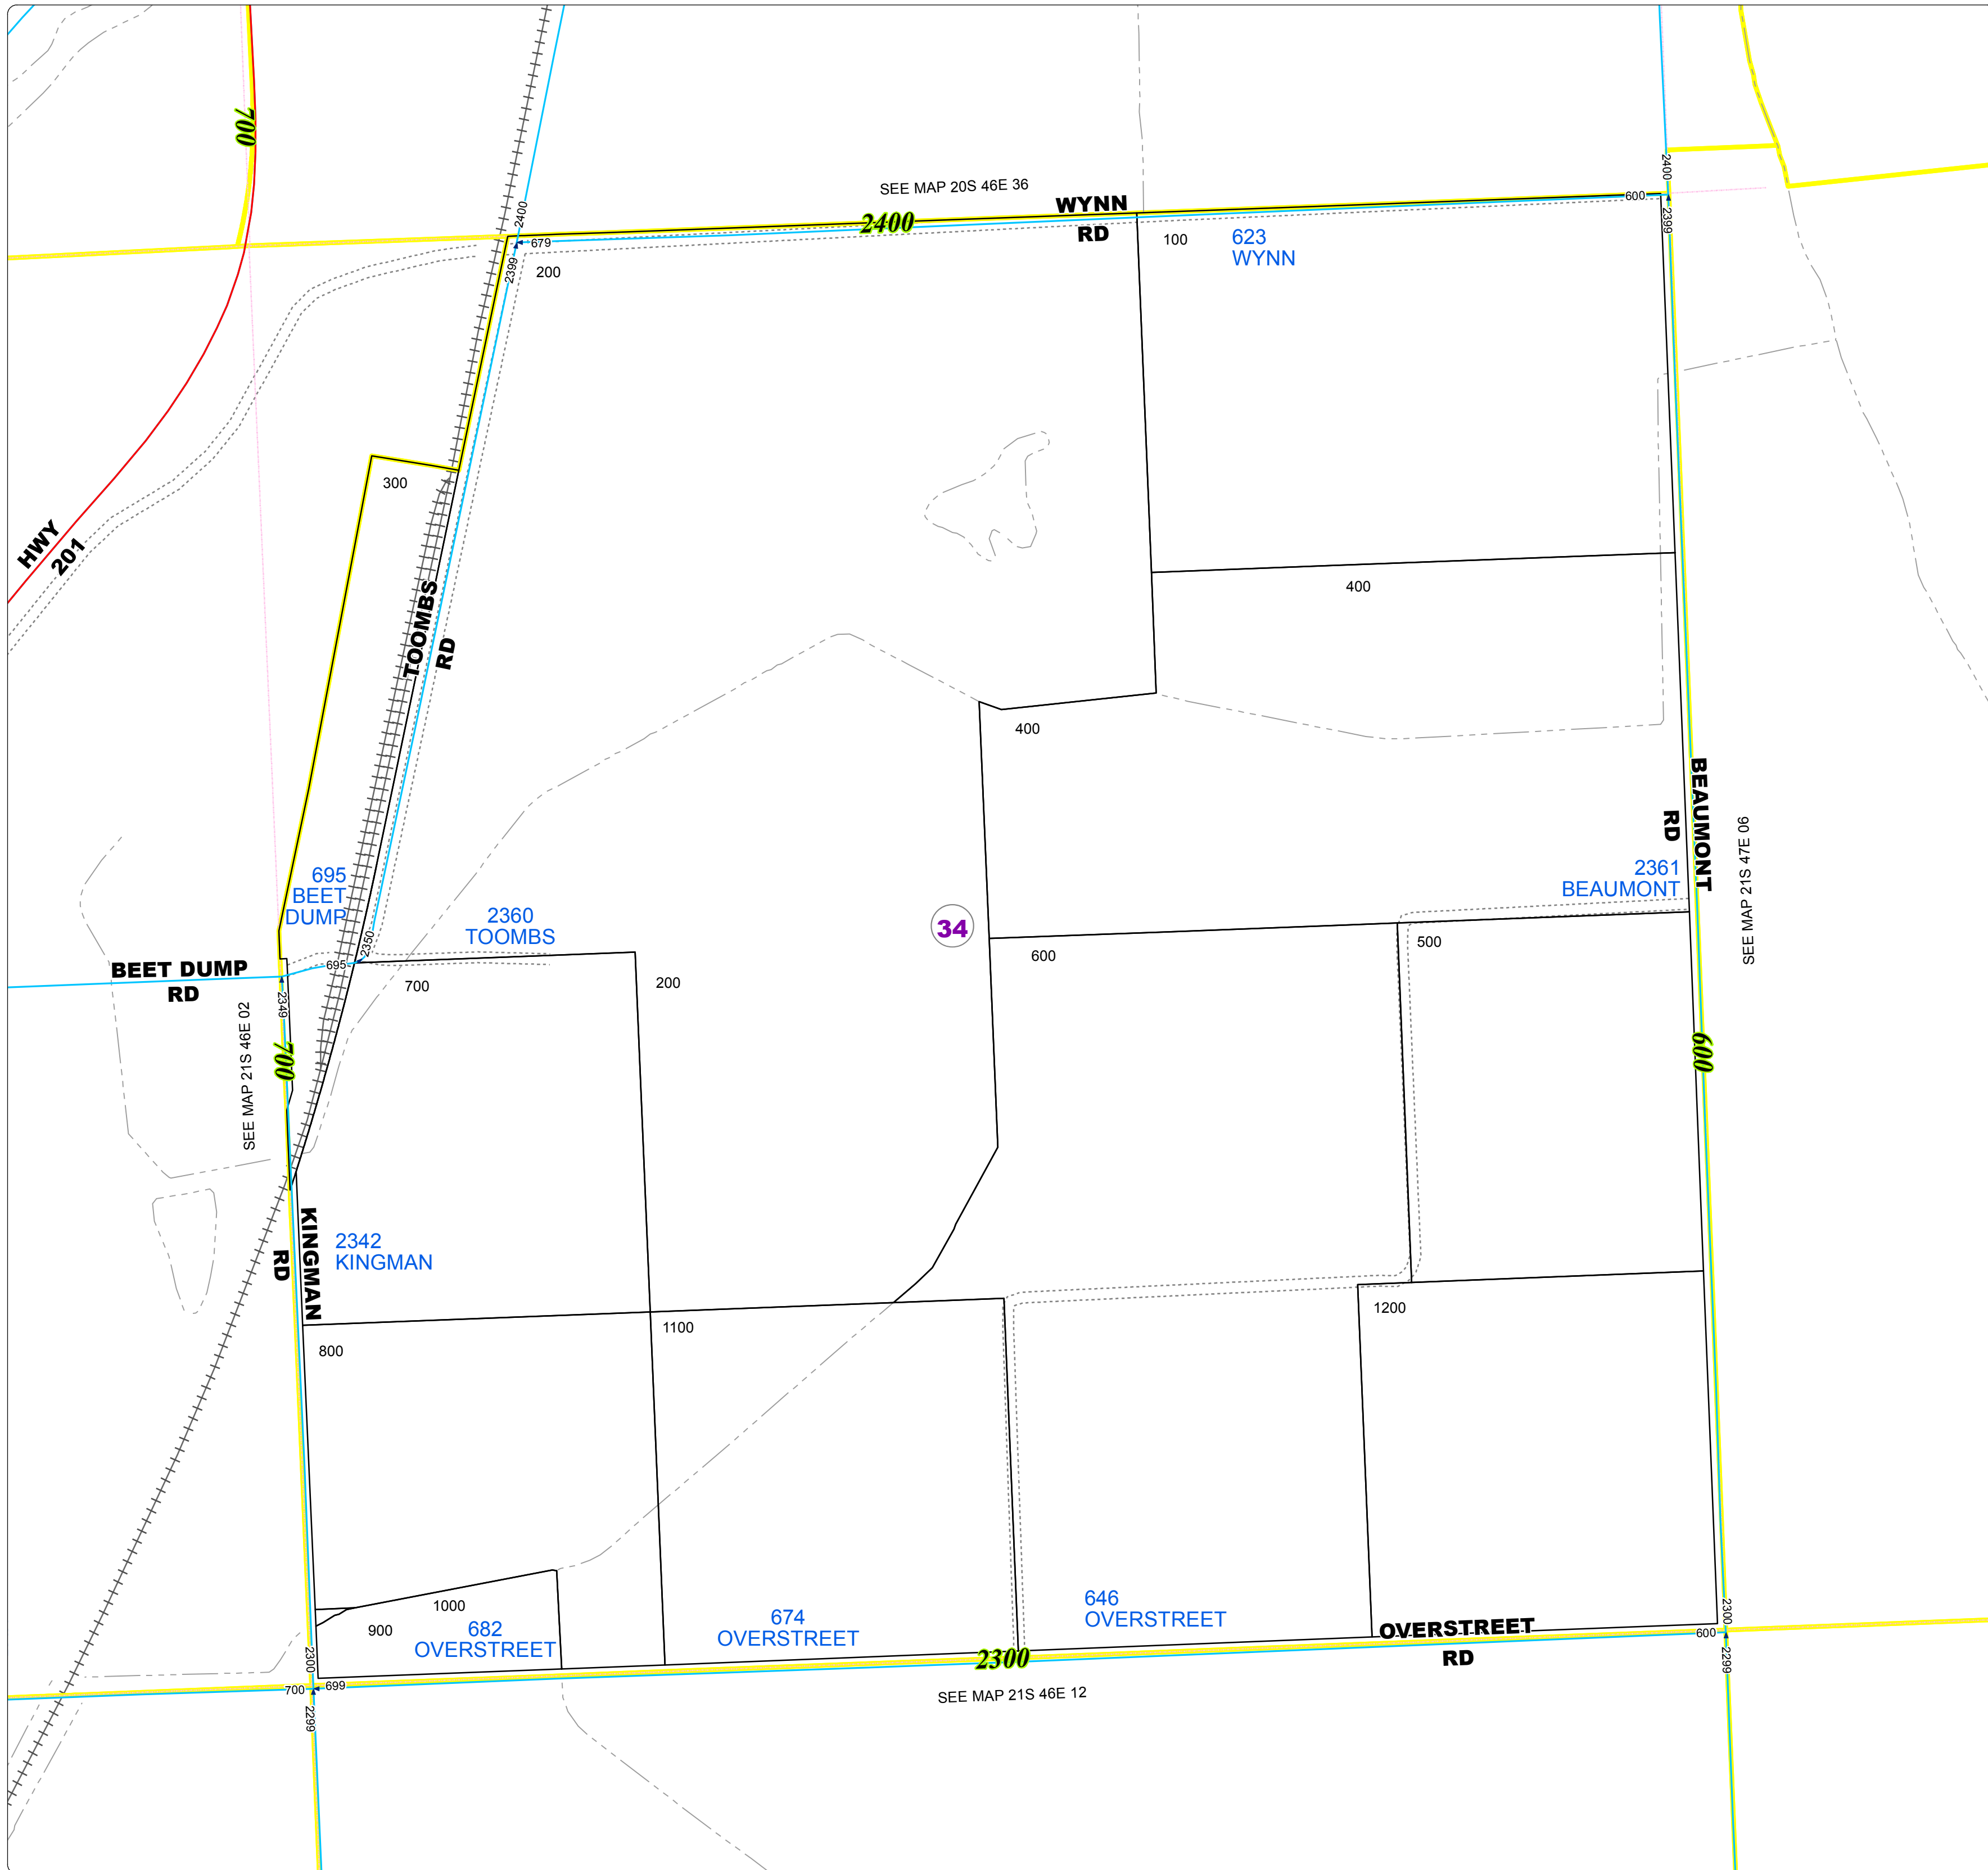 700
2400
SEE MAP 20S 46E 36
WYNN
RD
2400
2400
600
2399
679
2399
200
100
623
WYNN
300
HWY
201
TOOMBS
RD
400
400
BEAUMONT
RD
SEE MAP 21S 47E 06
695
BEET
DUMP
2361
BEAUMONT
2360
TOOMBS
34
2350
695
BEET DUMP
RD
600
500
700
200
2349
SEE MAP 21S 46E 02
700
600
KINGMAN
RD
2342
KINGMAN
1200
1100
800
1000
900
682
OVERSTREET
674
OVERSTREET
646
OVERSTREET
OVERSTREET
RD
2300
600
2299
2300
2300
700
699
2299
SEE MAP 21S 46E 12